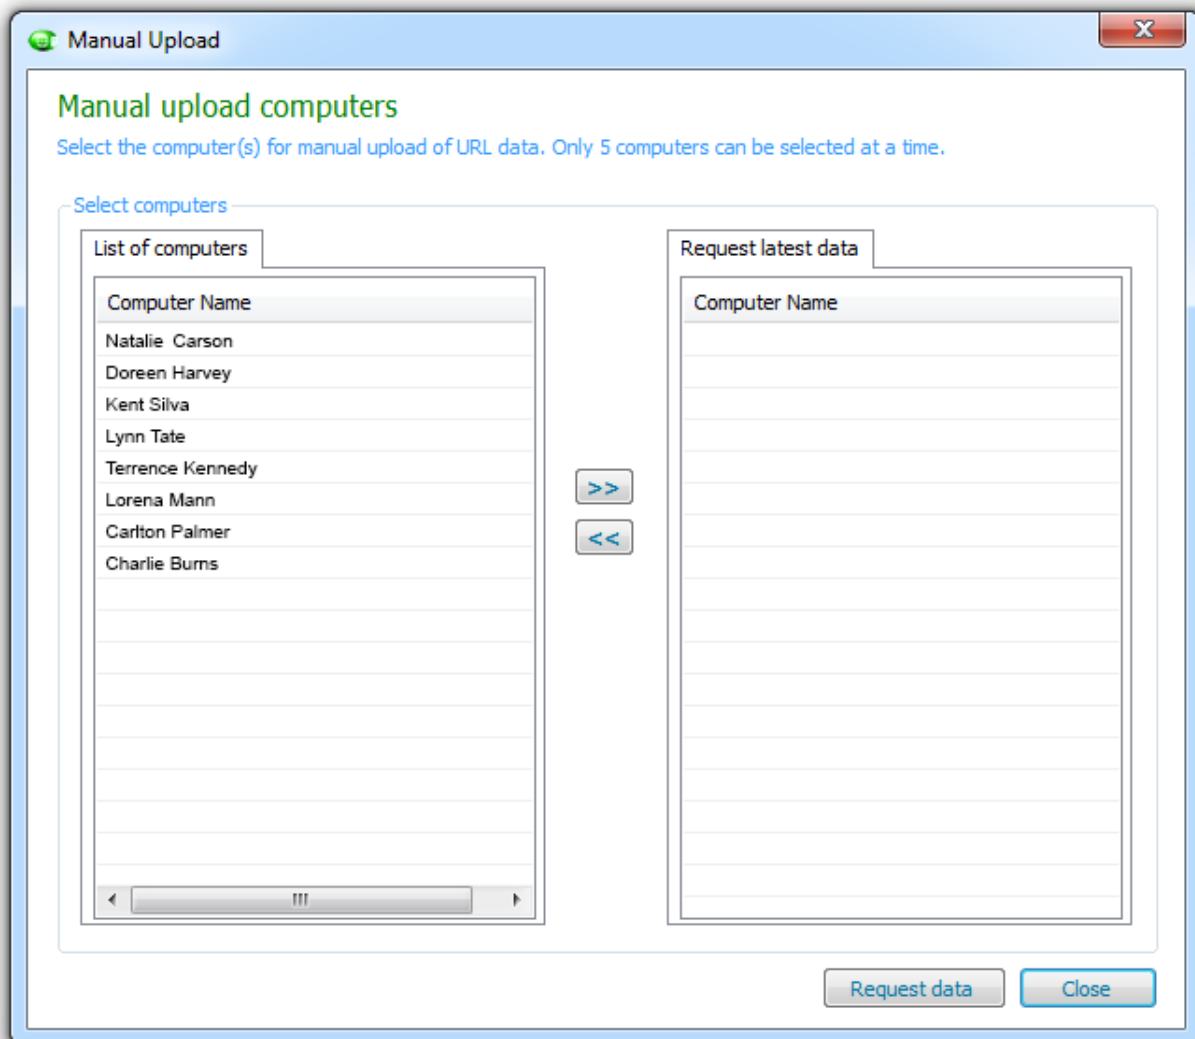 Manual Upload
Manual upload computers
Select the computer(s) for manual upload of URL data. Only 5 computers can be selected at a time.
Select computers
List of computers
Computer Name
Natalie Carson
Doreen Harvey
Kent Silva
Lynn Tate
Terrence Kennedy
Lorena Mann
Carlton Palmer
Charlie Burns
>>
<<
Request latest data
Computer Name
Request data
Close